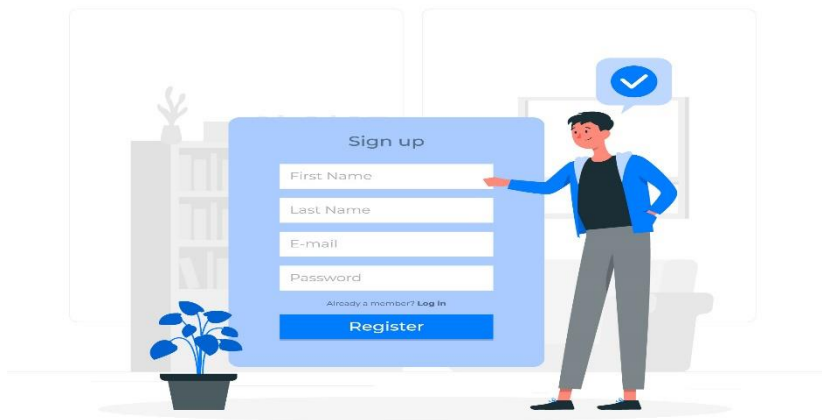 Sign up
First Name
Last Name
E-mail
Password
Already a member? Log in
Register